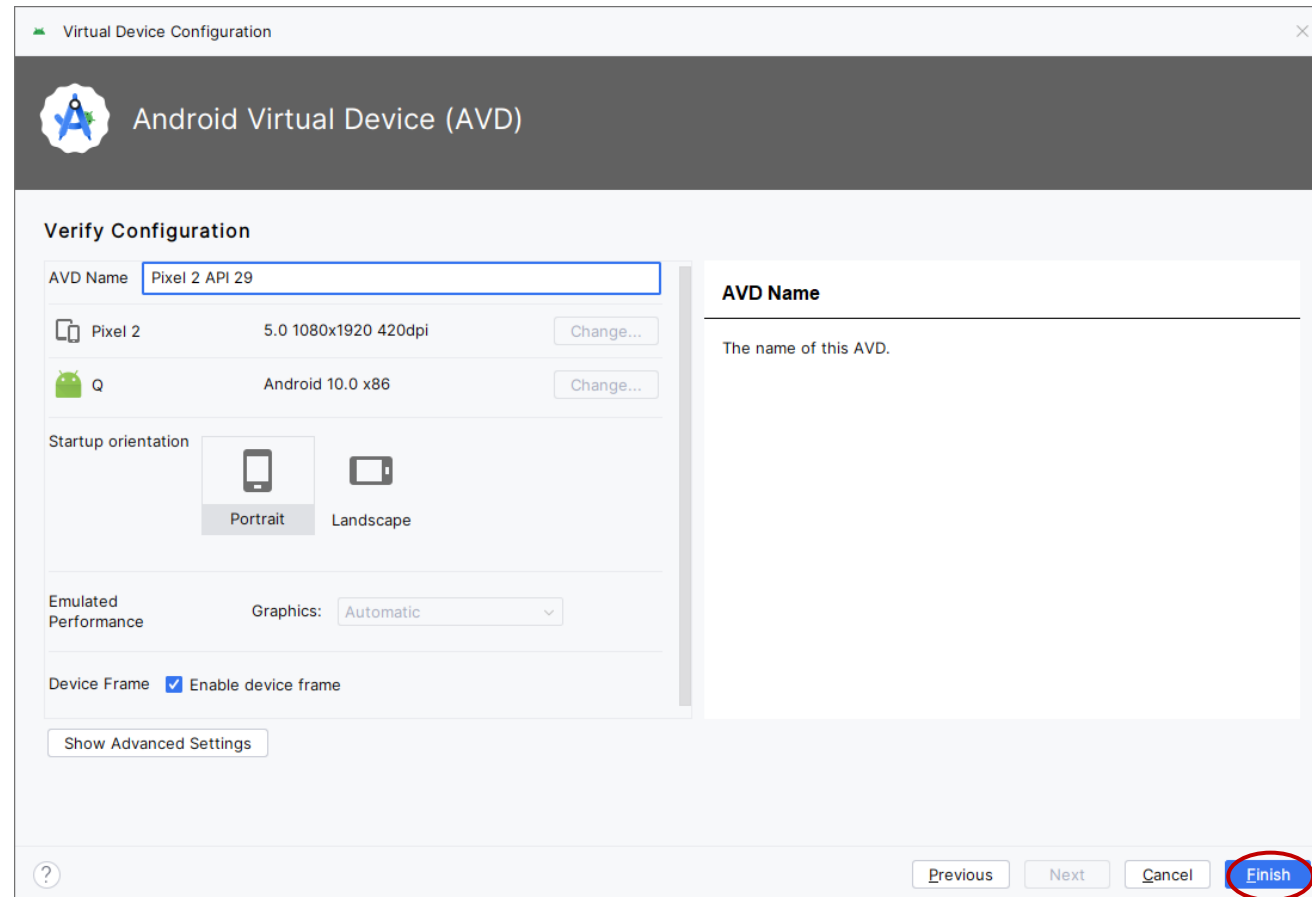 Virtual Device Configuration
Android Virtual Device (AVD)
Verify Configuration
AVD Name Pixel 2 API 29
Pixel 2 5.0 1080x1920 420dpi Change...
Q Android 10.0 x86 Change...
Startup orientation
Portrait Landscape
Emulated
Performance
Graphics: Automatic
Device Frame Enable device frame
Show Advanced Settings
AVD Name
The name of this AVD.
? Previous Next Cancel Finish